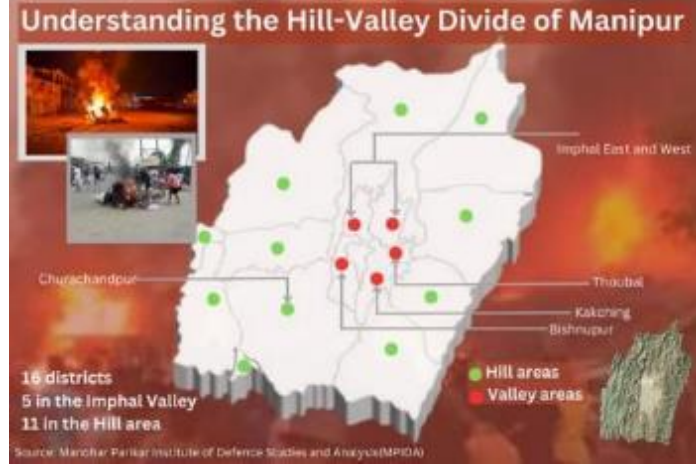 Understanding the Hill-Valley Divide of Manipur
Imphal East and West
Churachandpur
Thoubal
Kakching
Bishnupur
16 districts
5 in the Imphal Valley
11 in the Hill area
Hill areas
Valley areas
Source: Manohar Parikar Institute of Defence Studies and Analysis(MPIDA)